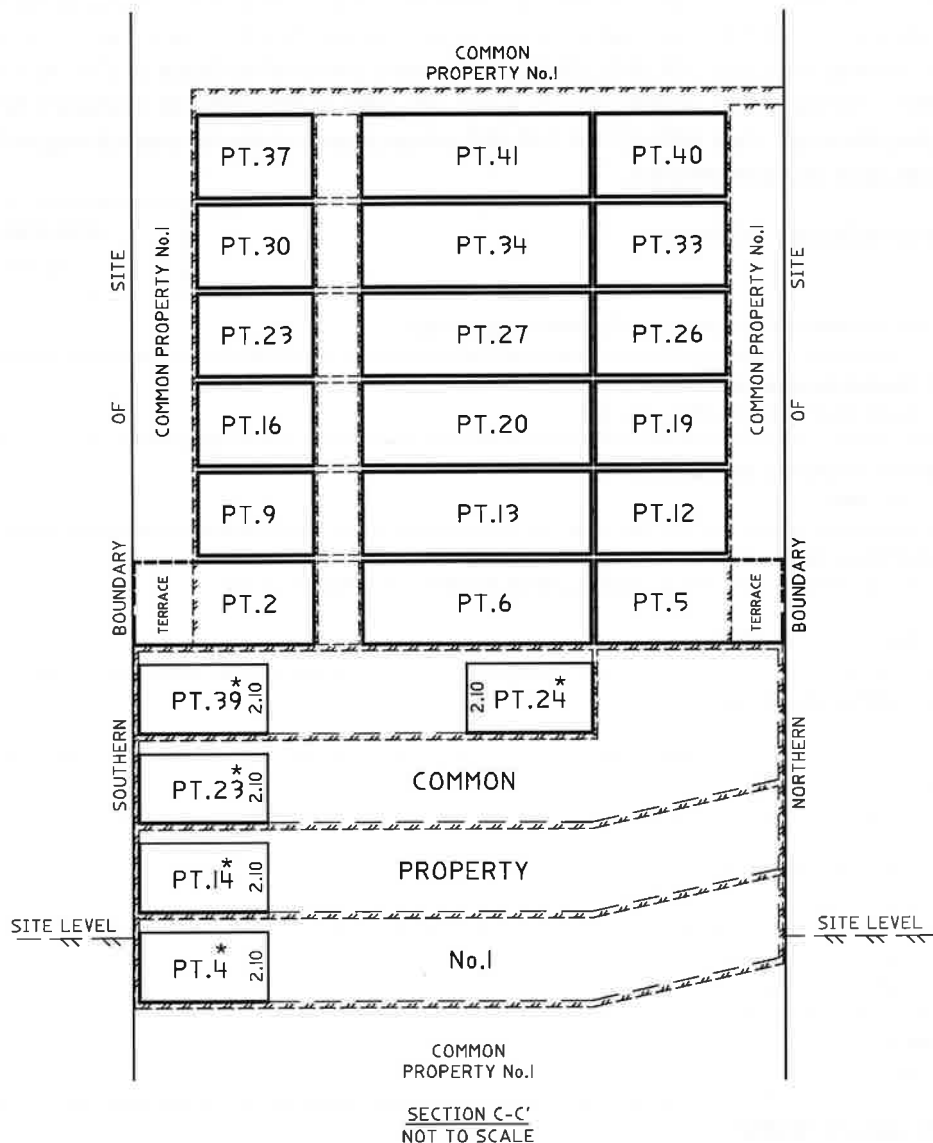 COMMON
PROPERTY No.1
PT.37
PT.41
PT.40
PT.30
PT.34
PT.33
PT.23
PT.27
PT.26
PT.16
PT.20
PT.19
PT.9
PT.13
PT.12
PT.2
PT.6
PT.5
SOUTHERN BOUNDARY OF SITE
COMMON PROPERTY No.1
TERRACE
COMMON PROPERTY No.1
TERRACE
NORTHERN BOUNDARY OF SITE
PT.39* 2.10
2.10 PT.24*
PT.23* 2.10
COMMON
PT.14* 2.10
PROPERTY
SITE LEVEL
SITE LEVEL
PT.4* 2.10
No.1
COMMON
PROPERTY No.1
SECTION C-C'
NOT TO SCALE